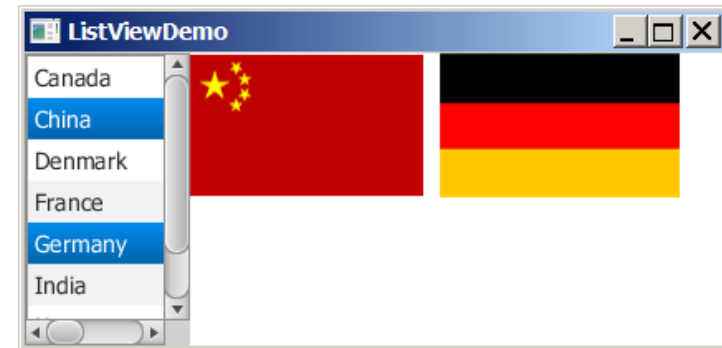 ListViewDemo
Canada
China
Denmark
France
Germany
India